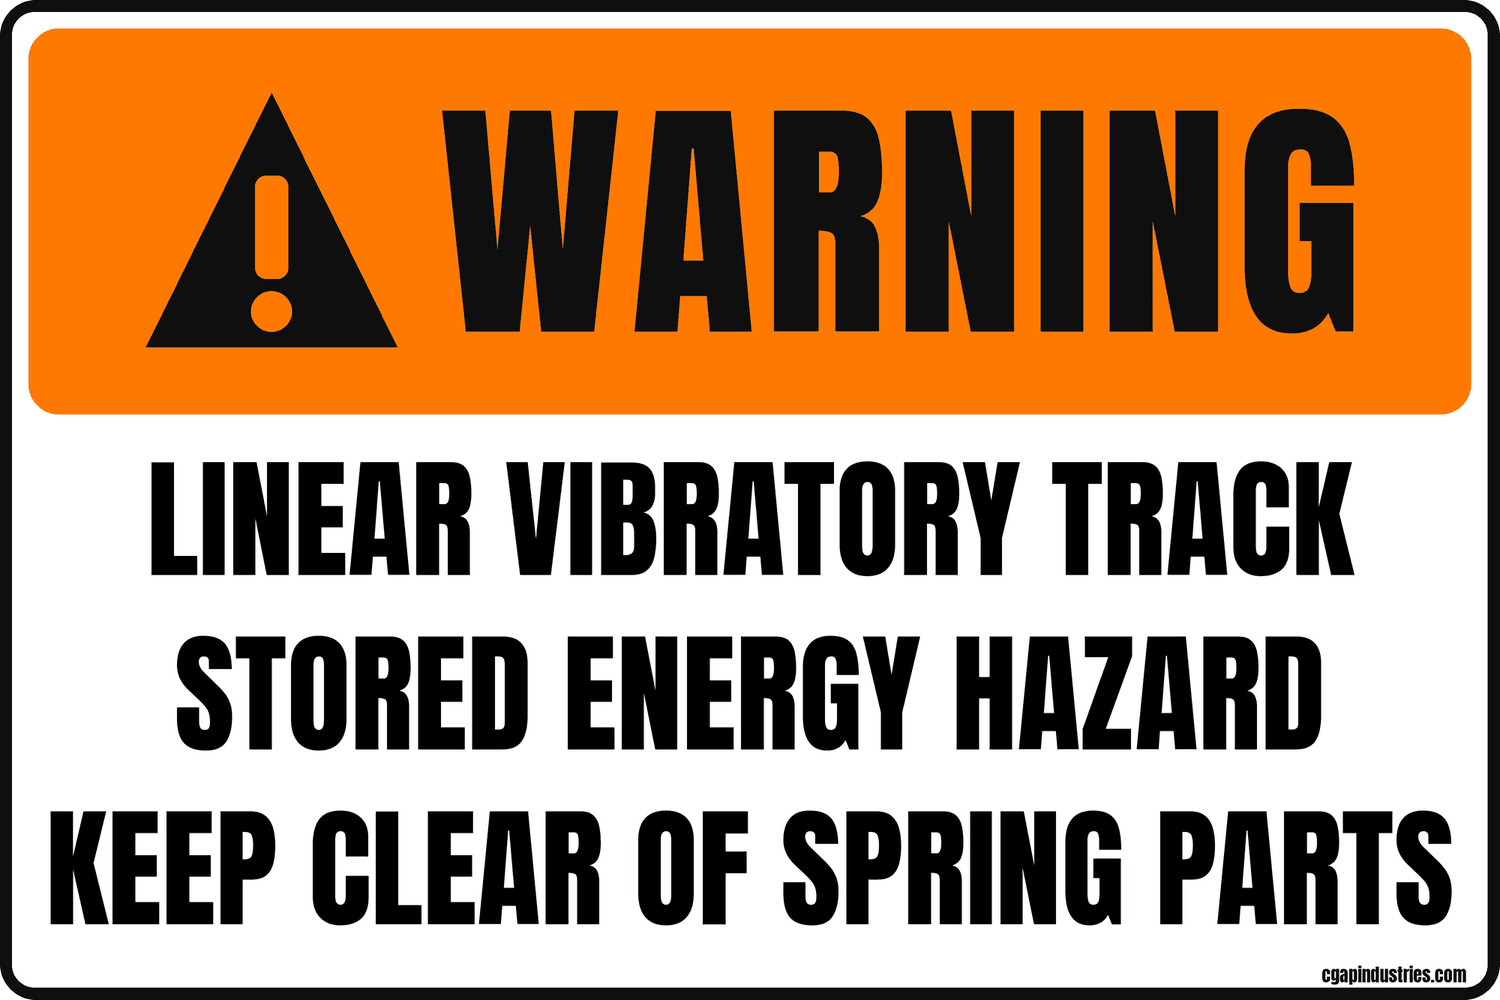 WARNING
LINEAR VIBRATORY TRACK
STORED ENERGY HAZARD
KEEP CLEAR OF SPRING PARTS
cgapindustries.com